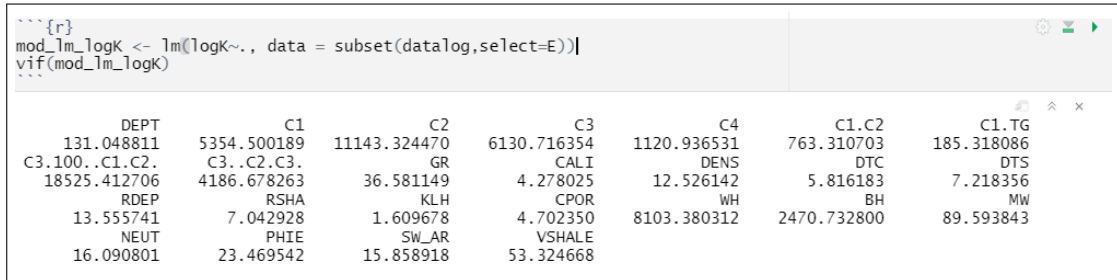 ```{r}
mod_lm_logK <- lm(logK~., data = subset(datalog,select=E))
vif(mod_lm_logK)
```
DEPT C1 C2 C3 C4 C1.C2 C1.TG
131.048811 5354.500189 11143.324470 6130.716354 1120.936531 763.310703 185.318086
C3.100..C1.C2. C3..C2.C3. GR CALI DENS DTC DTS
18525.412706 4186.678263 36.581149 4.278025 12.526142 5.816183 7.218356
RDEP RSHA KLH CPOR WH BH MW
13.555741 7.042928 1.609678 4.702350 8103.380312 2470.732800 89.593843
NEUT PHIE SW_AR VSHALE
16.090801 23.469542 15.858918 53.324668